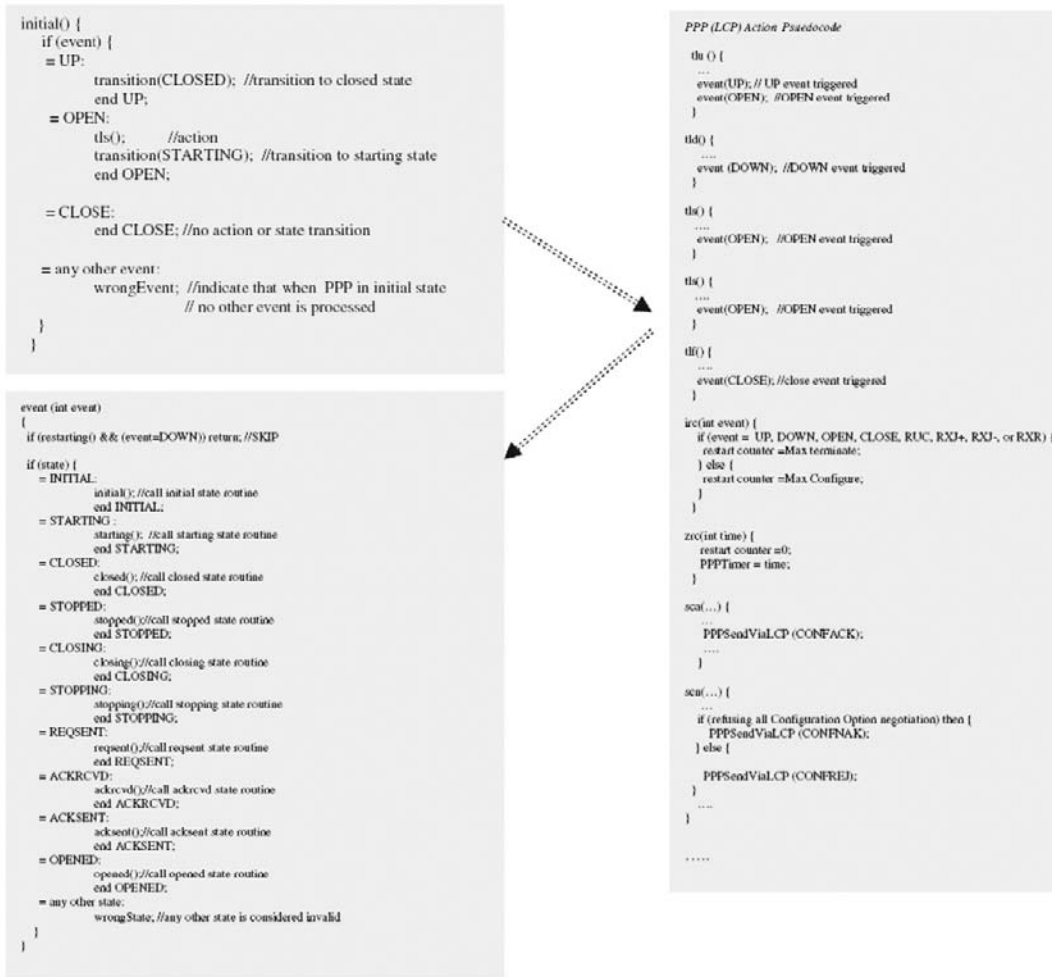 initial() {
if (event) {
= UP:
transition(CLOSED); //transition to closed state
end UP;
= OPEN:
tls(); //action
transition(STARTING); //transition to starting state
end OPEN;
= CLOSE:
end CLOSE; //no action or state transition
= any other event:
wrongEvent; //indicate that when PPP in initial state
// no other event is processed
}
}
event (int event)
{
if (restarting() && (event=DOWN)) return; //SKIP
if (state) {
= INITIAL:
initial(); //call initial state routine
end INITIAL;
= STARTING :
starting(); //call starting state routine
end STARTING;
= CLOSED:
closed(); //call closed state routine
end CLOSED;
= STOPPED:
stopped();//call stopped state routine
end STOPPED;
= CLOSING:
closing();//call closing state routine
end CLOSING;
= STOPPING:
stopping();//call stopping state routine
end STOPPING;
= REQSENT:
reqsent();//call reqsent state routine
end REQSENT;
= ACKRCVD:
ackrcvd();//call ackrcvd state routine
end ACKRCVD;
= ACKSENT:
acksent();//call acksent state routine
end ACKSENT;
= OPENED:
opened();//call opened state routine
end OPENED;
= any other state:
wrongState; //any other state is considered invalid
}
}
PPP (LCP) Action Psuedocode
tlu () {
...
event(UP); // UP event triggered
event(OPEN); //OPEN event triggered
}
tld() {
....
event (DOWN); //DOWN event triggered
}
tls() {
....
event(OPEN); //OPEN event triggered
}
tls() {
....
event(OPEN); //OPEN event triggered
}
tlf() {
....
event(CLOSE); //close event triggered
}
irc(int event) {
if (event = UP, DOWN, OPEN, CLOSE, RUC, RXJ+, RXJ-, or RXR) {
restart counter =Max terminate;
} else {
restart counter =Max Configure;
}
}
zrc(int time) {
restart counter =0;
PPPTimer = time;
}
sca(...) {
...
PPPSendViaLCP (CONFACK);
....
}
scn(...) {
...
if (refusing all Configuration Option negotiation) then {
PPPSendViaLCP (CONFNAK);
} else {
PPPSendViaLCP (CONFREJ);
}
....
}
.....